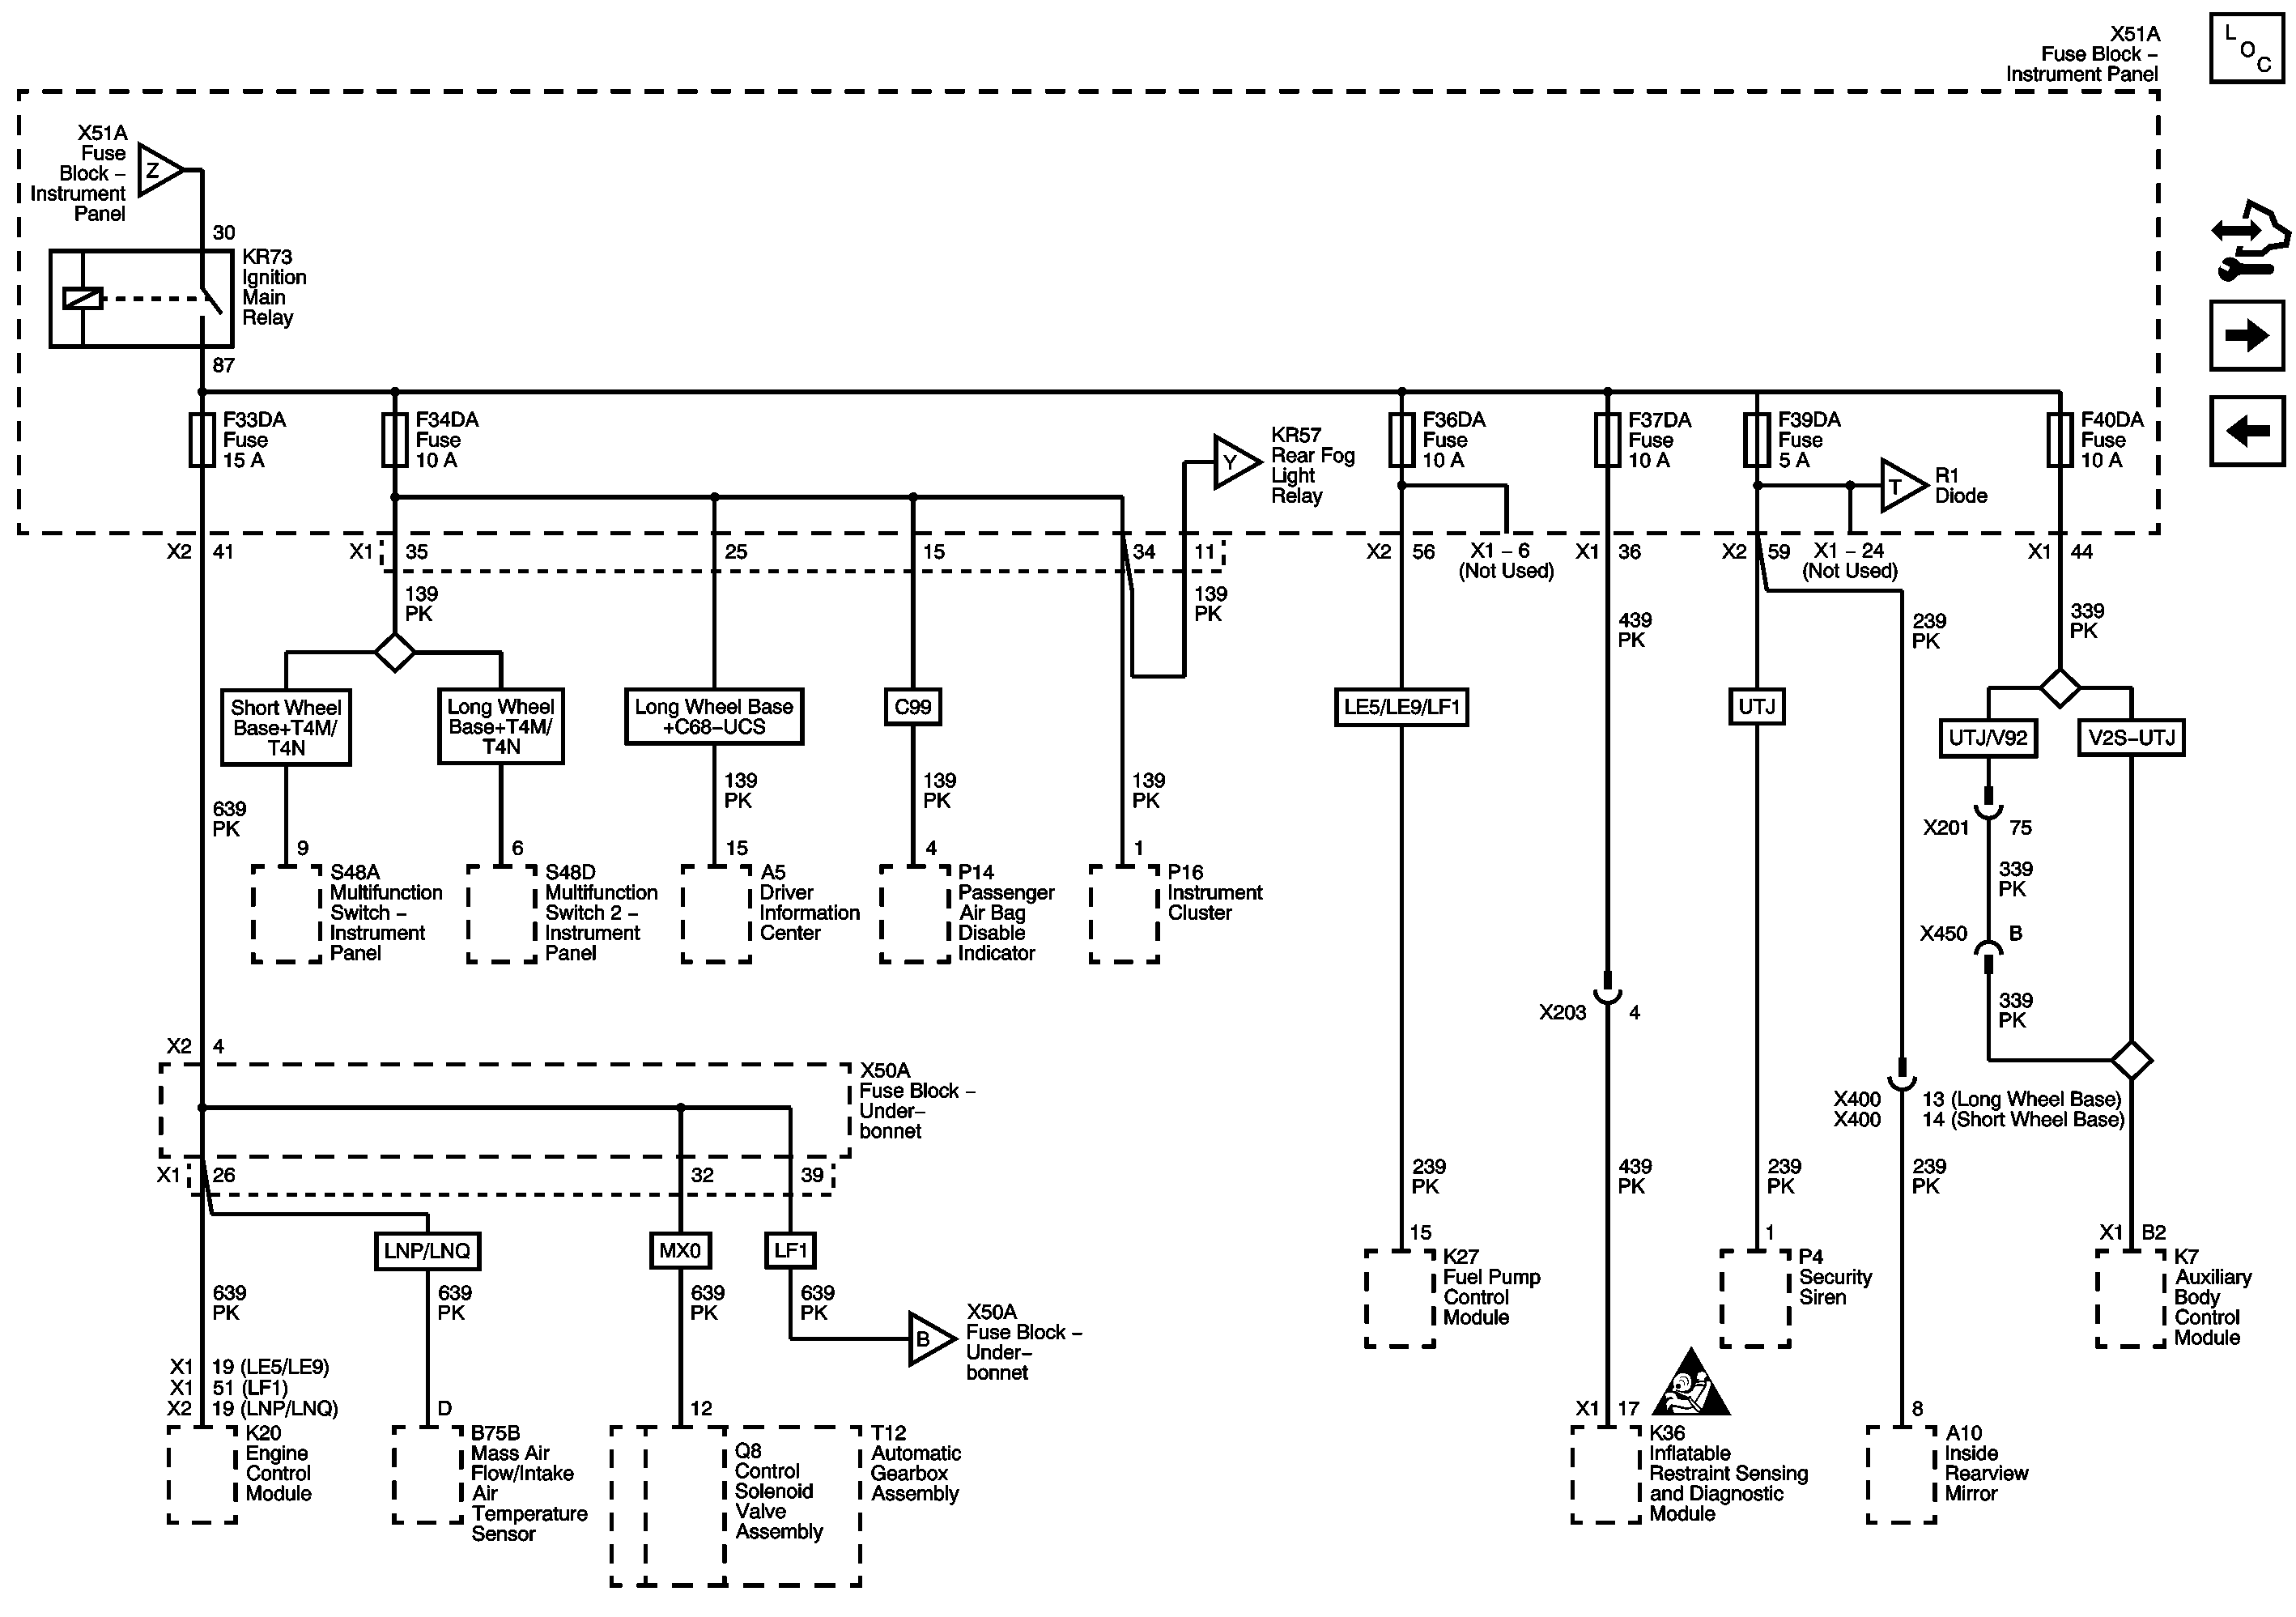 X51A
Fuse Block –
Instrument Panel
L
O
C
X51A
Fuse
Block –
Instrument
Panel
Z
30
KR73
Ignition
Main
Relay
87
F33DA
Fuse
15 A
F34DA
Fuse
10 A
Y
KR57
Rear Fog
Light
Relay
F36DA
Fuse
10 A
F37DA
Fuse
10 A
F39DA
Fuse
5 A
T
R1
Diode
F40DA
Fuse
10 A
X2 41
X1 35
25
15
34
11
X2 56
X1 – 6
(Not Used)
X1 36
X2 59
X1 – 24
(Not Used)
X1 44
139
PK
139
PK
439
PK
239
PK
339
PK
Short Wheel
Base+T4M/
T4N
Long Wheel
Base+T4M/
T4N
Long Wheel Base
+C68–UCS
C99
LE5/LE9/LF1
UTJ
UTJ/V92
V2S–UTJ
639
PK
139
PK
139
PK
139
PK
X201 75
339
PK
X450 B
339
PK
9
S48A
Multifunction
Switch –
Instrument
Panel
6
S48D
Multifunction
Switch 2 –
Instrument
Panel
15
A5
Driver
Information
Center
4
P14
Passenger
Air Bag
Disable
Indicator
1
P16
Instrument
Cluster
X203 4
X2 4
X50A
Fuse Block –
Under–
bonnet
X400 13 (Long Wheel Base)
X400 14 (Short Wheel Base)
X1 26
32
39
239
PK
439
PK
239
PK
239
PK
LNP/LNQ
MX0
LF1
639
PK
639
PK
639
PK
639
PK
B
X50A
Fuse Block –
Under–
bonnet
15
K27
Fuel Pump
Control
Module
1
P4
Security
Siren
X1 B2
K7
Auxiliary
Body
Control
Module
X1 19 (LE5/LE9)
X1 51 (LF1)
X2 19 (LNP/LNQ)
K20
Engine
Control
Module
D
B75B
Mass Air
Flow/Intake
Air
Temperature
Sensor
12
Q8
Control
Solenoid
Valve
Assembly
T12
Automatic
Gearbox
Assembly
X1 17
K36
Inflatable
Restraint Sensing
and Diagnostic
Module
8
A10
Inside
Rearview
Mirror